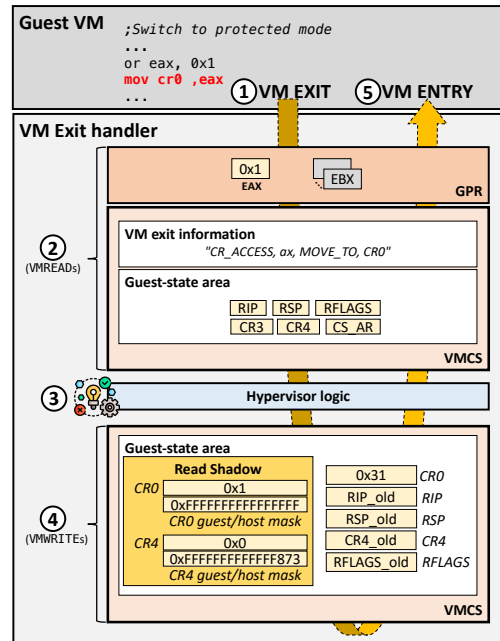 Guest VM
;Switch to protected mode
...
or eax, 0x1
mov cr0 ,eax
...
1 VM EXIT
5 VM ENTRY
VM Exit handler
0x1
EAX
EBX
GPR
2
(VMREADs)
VM exit information
"CR_ACCESS, ax, MOVE_TO, CR0"
Guest-state area
RIP RSP RFLAGS
CR3 CR4 CS_AR
VMCS
3
Hypervisor logic
4
(VMWRITEs)
Guest-state area
Read Shadow
CR0 0x1
0xFFFFFFFFFFFFFFFF
CR0 guest/host mask
CR4 0x0
0xFFFFFFFFFFFFF873
CR4 guest/host mask
0x31 CR0
RIP_old RIP
RSP_old RSP
CR4_old CR4
RFLAGS_old RFLAGS
VMCS